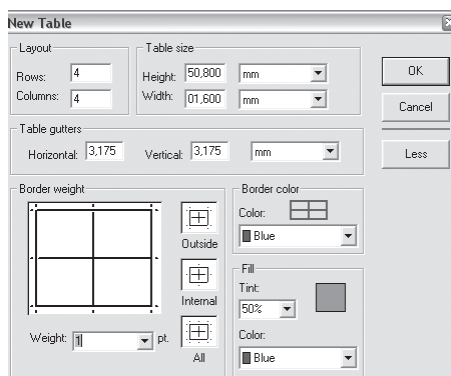 New Table
Layout
Rows: 4
Columns: 4
Table size
Height: 50,800 mm
Width: 01,600 mm
OK
Cancel
Less
Table gutters
Horizontal: 3,175 Vertical: 3,175 mm
Border weight
Outside
Internal
All
Weight: 1 pt.
Border color
Color:
Blue
Fill
Tint:
50%
Color:
Blue